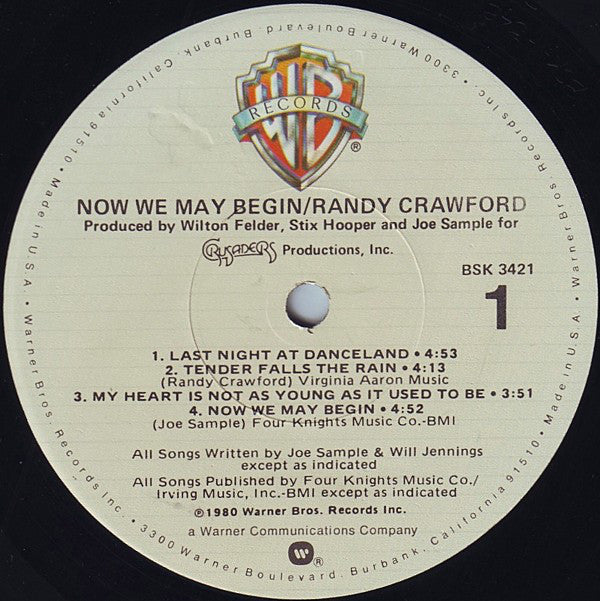 WB
RECORDS
®
NOW WE MAY BEGIN/RANDY CRAWFORD
Produced by Wilton Felder, Stix Hooper and Joe Sample for
CRUSADERS Productions, Inc.
BSK 3421
1
1. LAST NIGHT AT DANCELAND • 4:53
2. TENDER FALLS THE RAIN • 4:13
(Randy Crawford) Virginia Aaron Music
3. MY HEART IS NOT AS YOUNG AS IT USED TO BE • 3:51
4. NOW WE MAY BEGIN • 4:52
(Joe Sample) Four Knights Music Co.-BMI
All Songs Written by Joe Sample & Will Jennings
except as indicated
All Songs Published by Four Knights Music Co./
Irving Music, Inc.-BMI except as indicated
℗1980 Warner Bros. Records Inc.
a Warner Communications Company
W®
Warner Bros. Records Inc. • 3300 Warner Boulevard, Burbank, California 91510 • Made in U.S.A. • Warner Bros. Records Inc. • 3300 Warner Boulevard, Burbank, California 91510 • Made in U.S.A. •